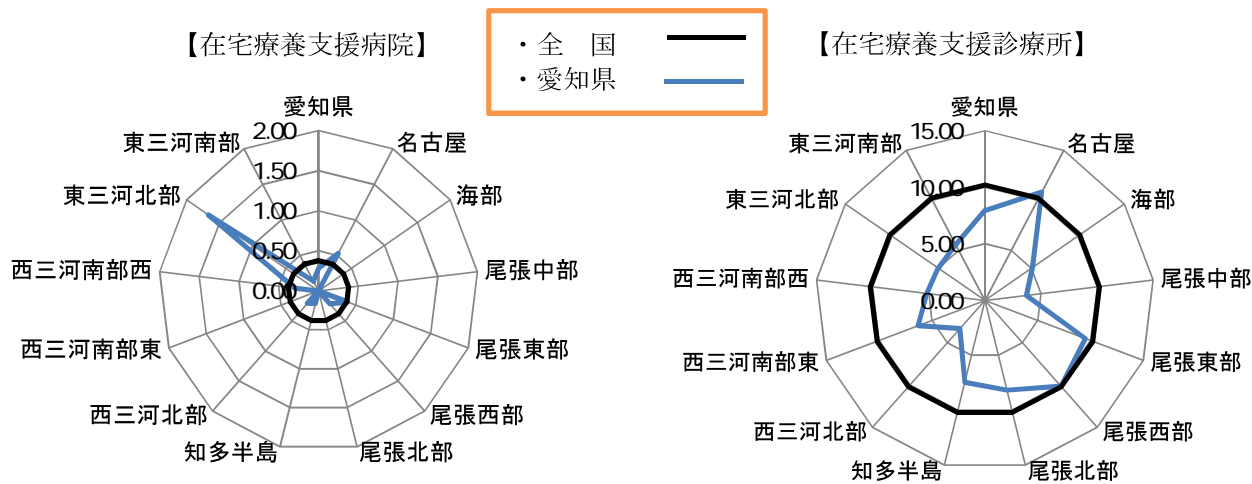 【在宅療養支援病院】
・全　国
・愛知県
【在宅療養支援診療所】
愛知県
名古屋
海部
尾張中部
尾張東部
尾張西部
尾張北部
知多半島
西三河北部
西三河南部東
西三河南部西
東三河北部
東三河南部
2.00
1.50
1.00
0.50
0.00
愛知県
名古屋
海部
尾張中部
尾張東部
尾張西部
尾張北部
知多半島
西三河北部
西三河南部東
西三河南部西
東三河北部
東三河南部
15.00
10.00
5.00
0.00